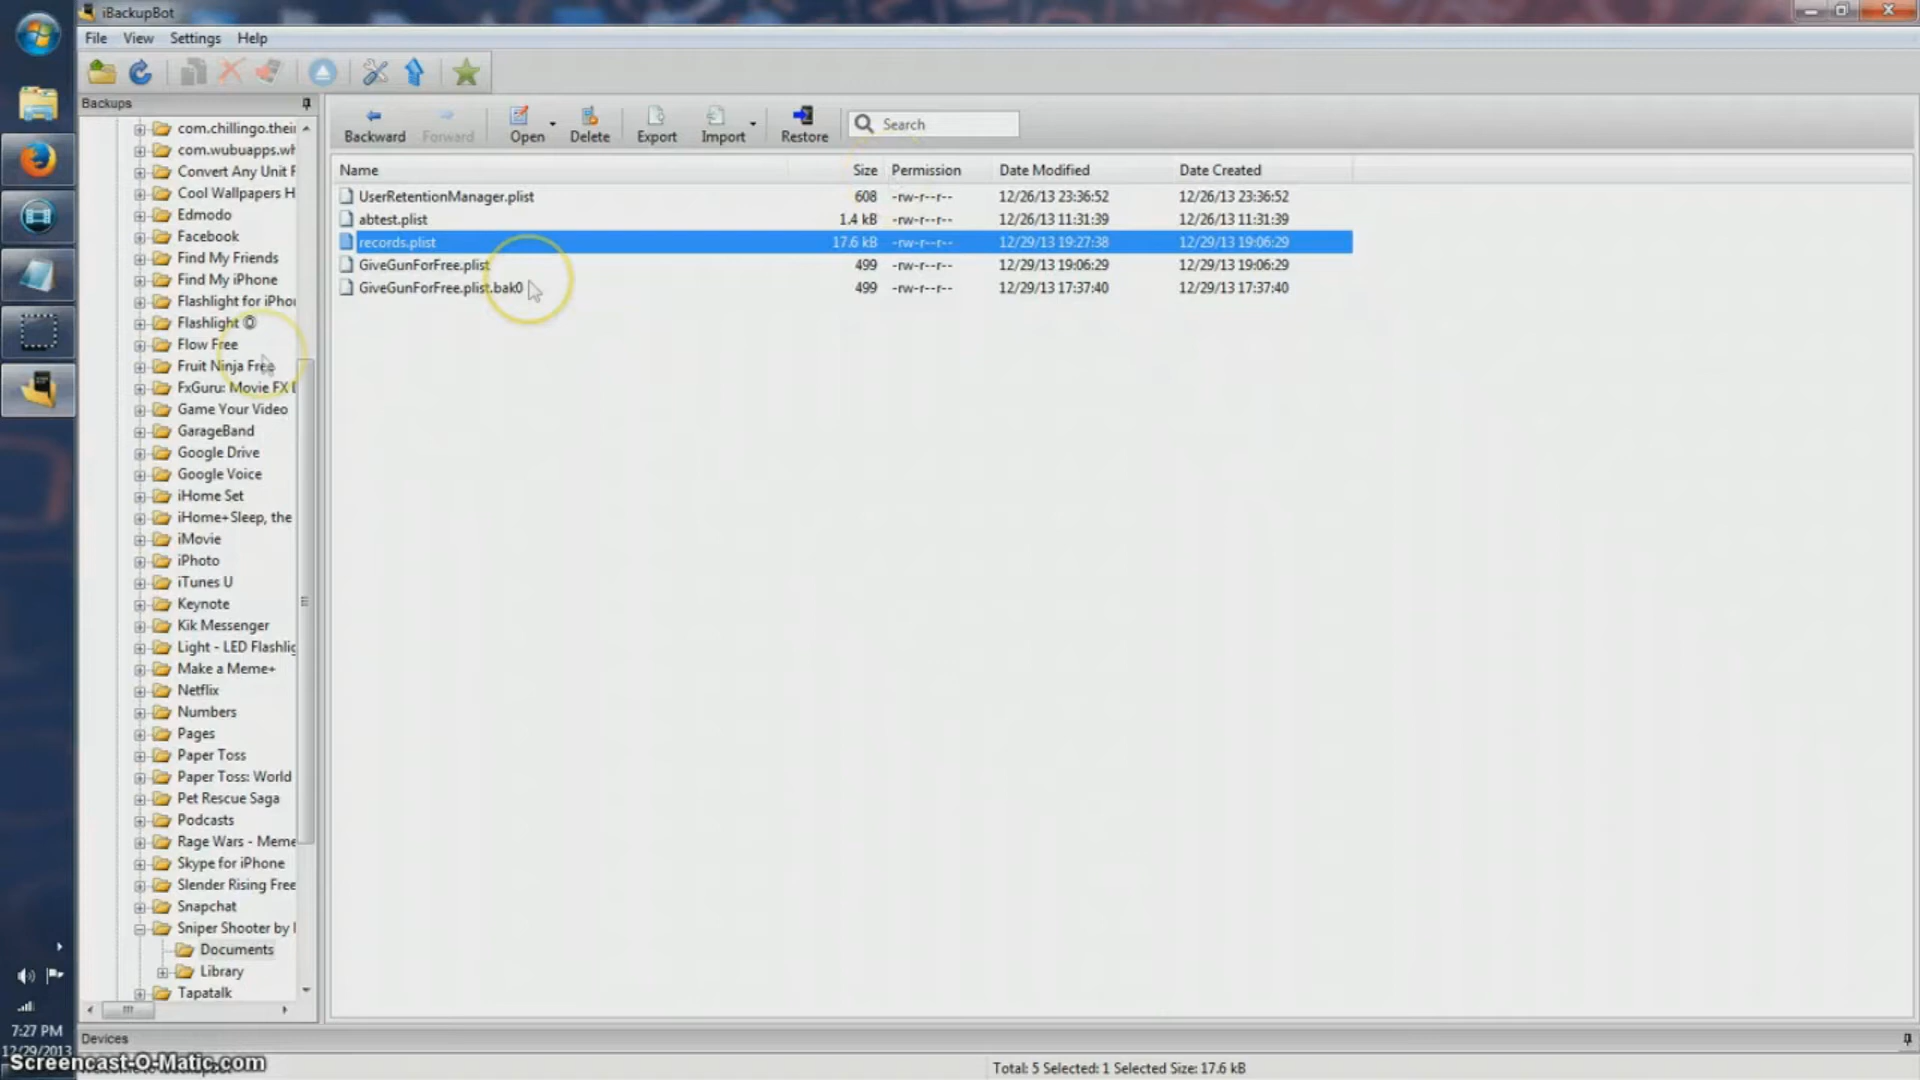 iBackupBot
File View Settings Help
Backups
com.chillingo.thei
com.wubuapps.wh
Convert Any Unit F
Cool Wallpapers H
Edmodo
Facebook
Find My Friends
Find My iPhone
Flashlight for iPho
Flashlight
Flow Free
Fruit Ninja Free
FxGuru: Movie FX
Game Your Video
GarageBand
Google Drive
Google Voice
iHome Set
iHome+Sleep, the
iMovie
iPhoto
iTunes U
Keynote
Kik Messenger
Light - LED Flashlig
Make a Meme+
Netflix
Numbers
Pages
Paper Toss
Paper Toss: World
Pet Rescue Saga
Podcasts
Rage Wars - Meme
Skype for iPhone
Slender Rising Free
Snapchat
Sniper Shooter by
Documents
Library
Tapatalk
Backward Forward Open Delete Export Import Restore Search
Name Size Permission Date Modified Date Created
UserRetentionManager.plist 608 -rw-r--r-- 12/26/13 23:36:52 12/26/13 23:36:52
abtest.plist 1.4 kB -rw-r--r-- 12/26/13 11:31:39 12/26/13 11:31:39
records.plist 17.6 kB -rw-r--r-- 12/29/13 19:27:38 12/29/13 19:06:29
GiveGunForFree.plist 499 -rw-r--r-- 12/29/13 19:06:29 12/29/13 19:06:29
GiveGunForFree.plist.bak0 499 -rw-r--r-- 12/29/13 17:37:40 12/29/13 17:37:40
7:27 PM
12/29/2013
Devices
Screencast-O-Matic.com
Total: 5 Selected: 1 Selected Size: 17.6 kB